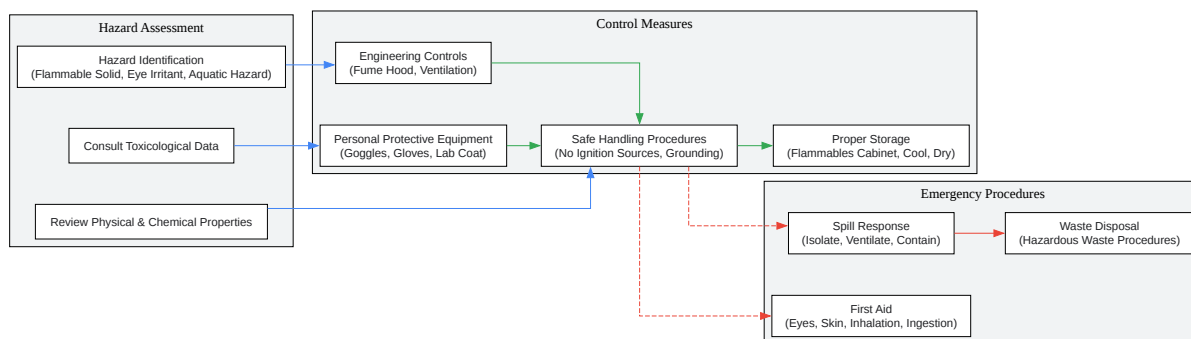 Hazard Assessment
Hazard Identification
(Flammable Solid, Eye Irritant, Aquatic Hazard)
Consult Toxicological Data
Review Physical & Chemical Properties
Control Measures
Engineering Controls
(Fume Hood, Ventilation)
Personal Protective Equipment
(Goggles, Gloves, Lab Coat)
Safe Handling Procedures
(No Ignition Sources, Grounding)
Proper Storage
(Flammables Cabinet, Cool, Dry)
Emergency Procedures
Spill Response
(Isolate, Ventilate, Contain)
Waste Disposal
(Hazardous Waste Procedures)
First Aid
(Eyes, Skin, Inhalation, Ingestion)